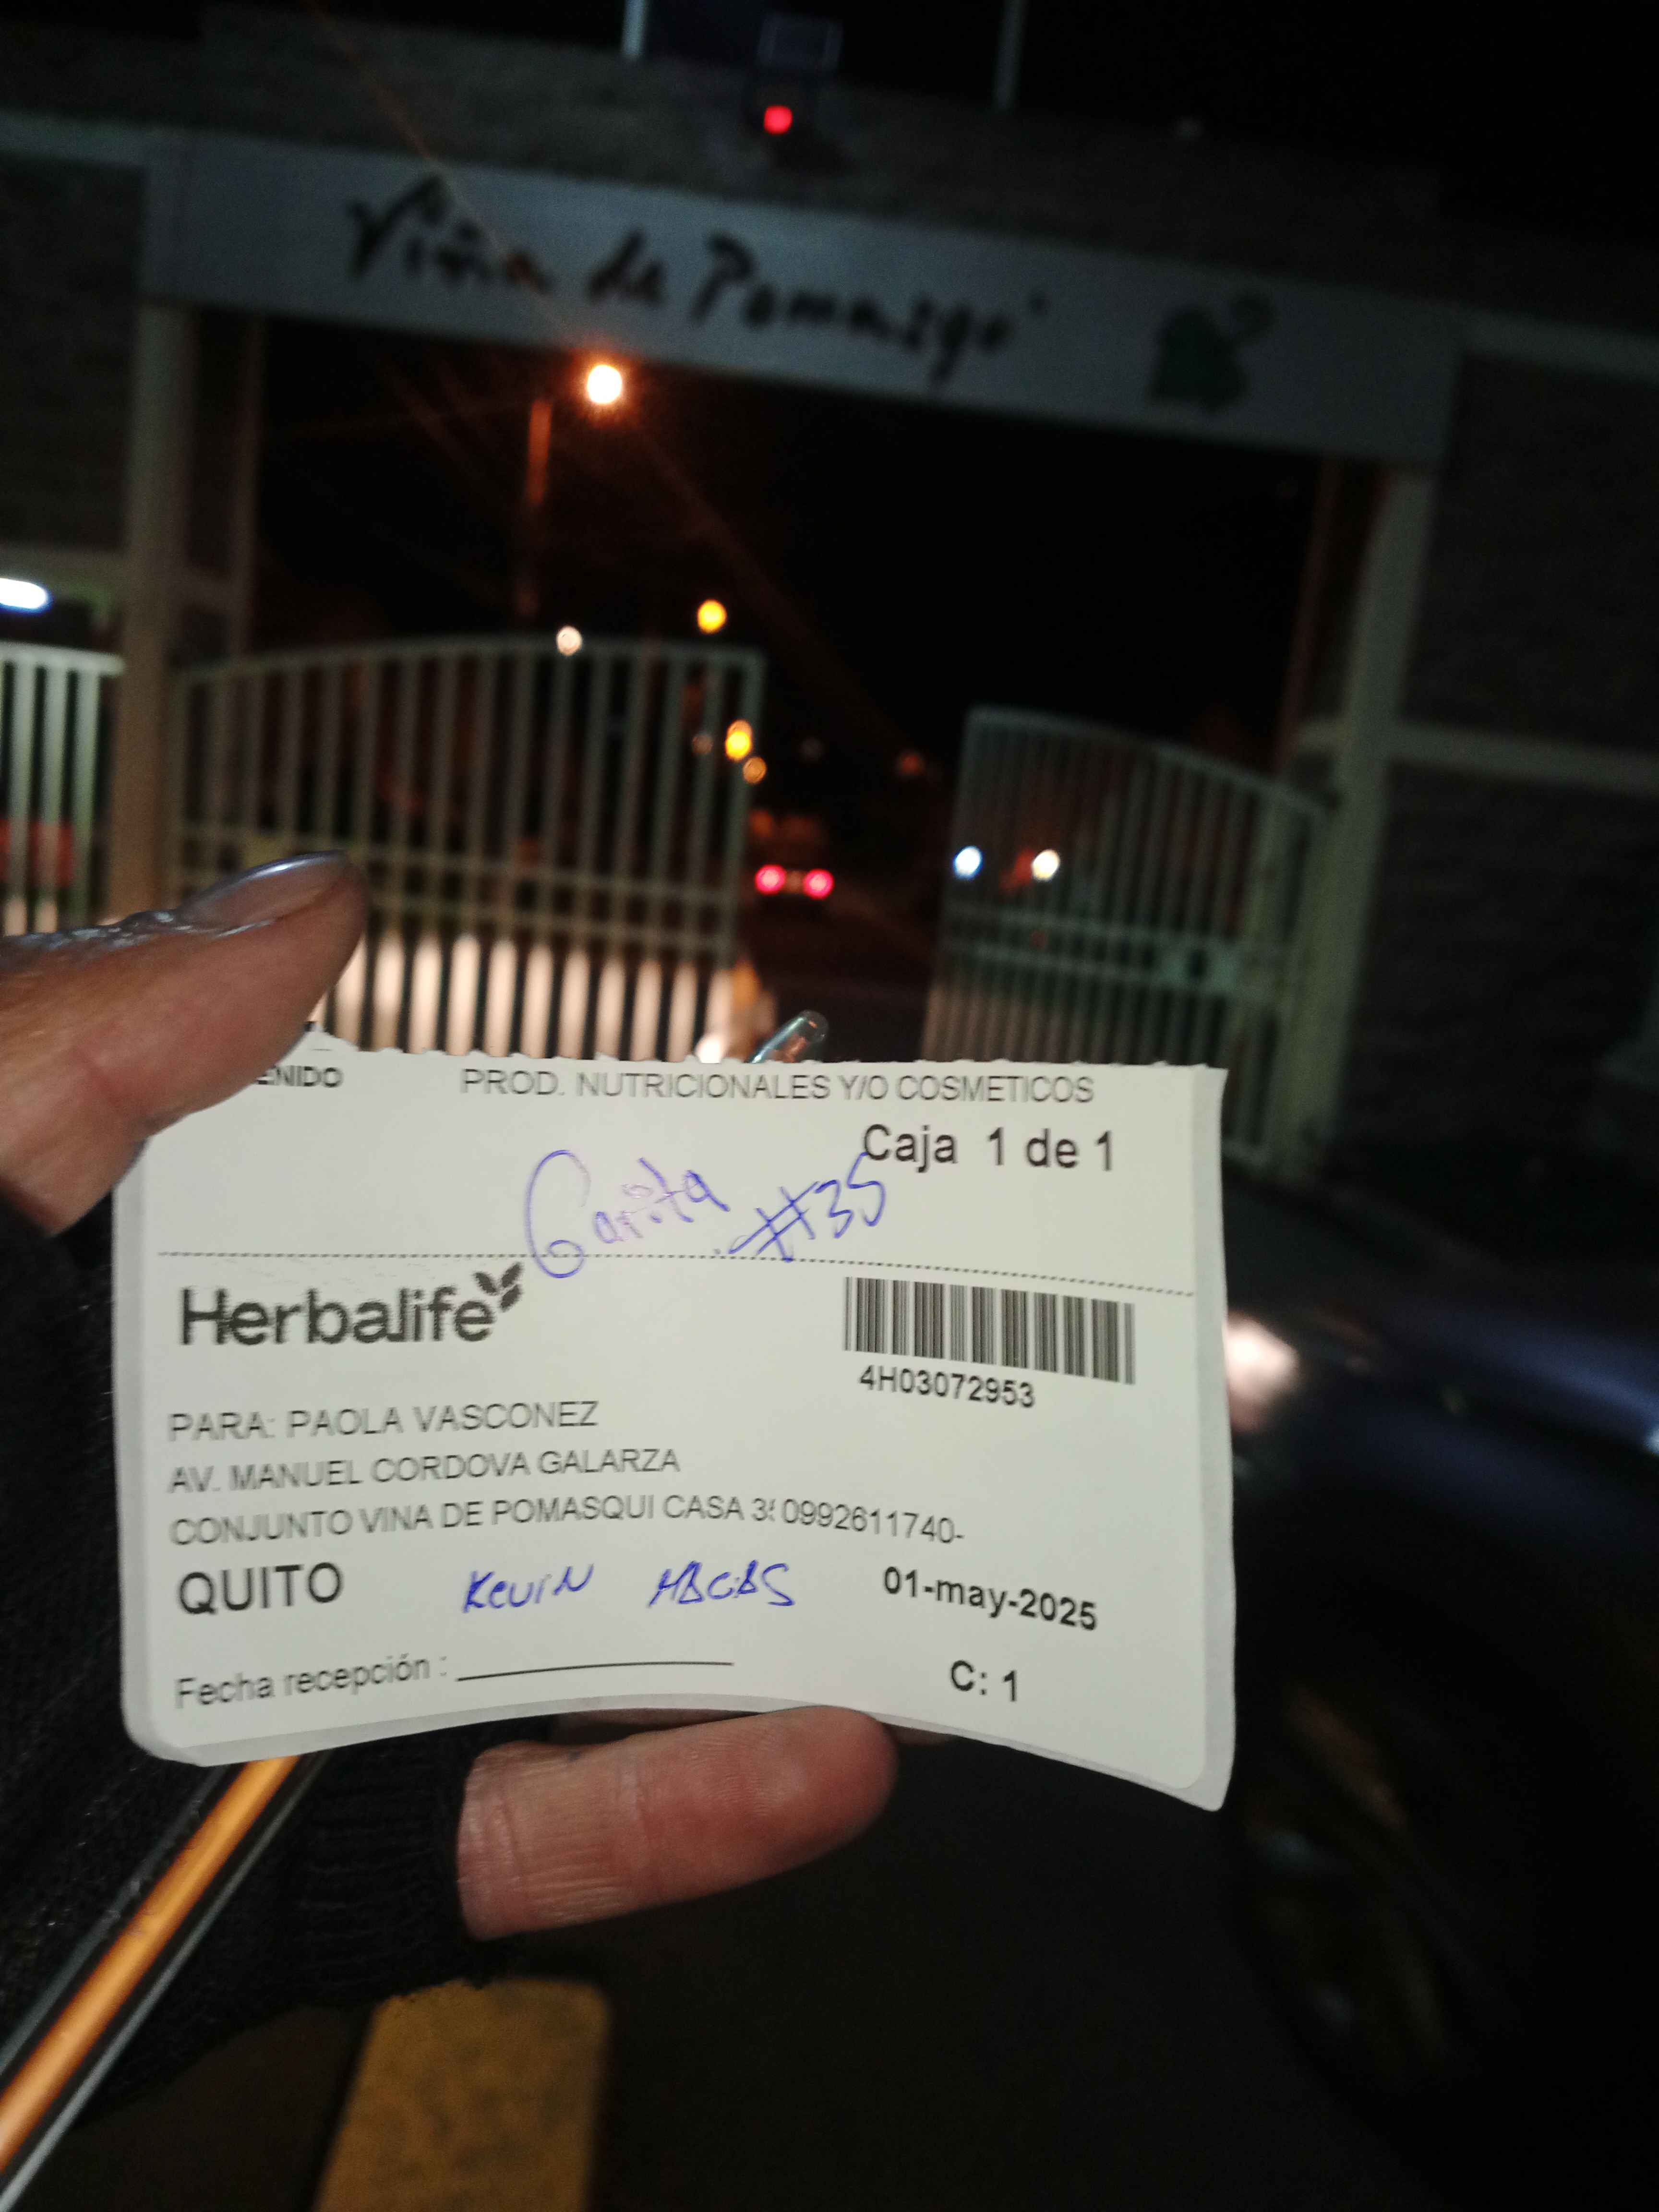 Viña de Pomasqui
ENIDO PROD. NUTRICIONALES Y/O COSMETICOS
Caja 1 de 1
Garita #35
Herbalife
4H03072953
PARA: PAOLA VASCONEZ
AV. MANUEL CORDOVA GALARZA
CONJUNTO VINA DE POMASQUI CASA 3 0992611740-
QUITO Kevin 01-may-2025
Fecha recepción :
C: 1